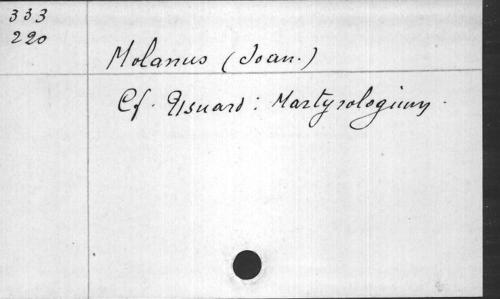 333
220
Molanus (Joan.)
Cf. Usuard: Martyrologium.